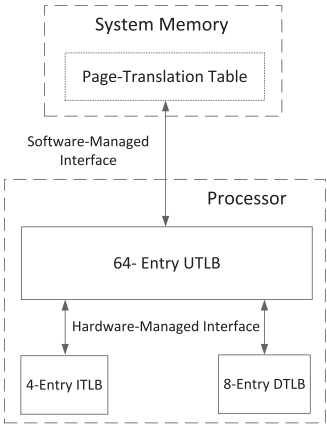 System Memory
Page-Translation Table
Software-Managed
Interface
Processor
64- Entry UTLB
Hardware-Managed Interface
4-Entry ITLB
8-Entry DTLB